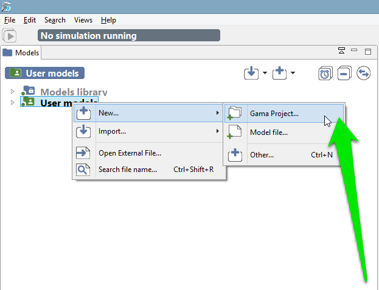 File Edit Search Views Help
No simulation running
Models
User models
Models library
User models
New...
Import...
Open External File...
Search file name... Ctrl+Shift+R
Gama Project...
Model file...
Other... Ctrl+N